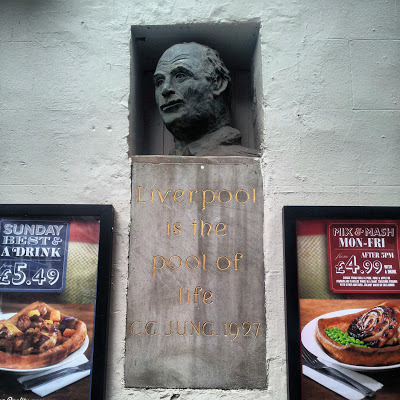 Liverpool
is the
pool of
life
C.G. JUNG. 1927
SUNDAY
BEST &
A DRINK
£5.49
MIX & MASH
MON-FRI
AFTER 5PM
£4.99